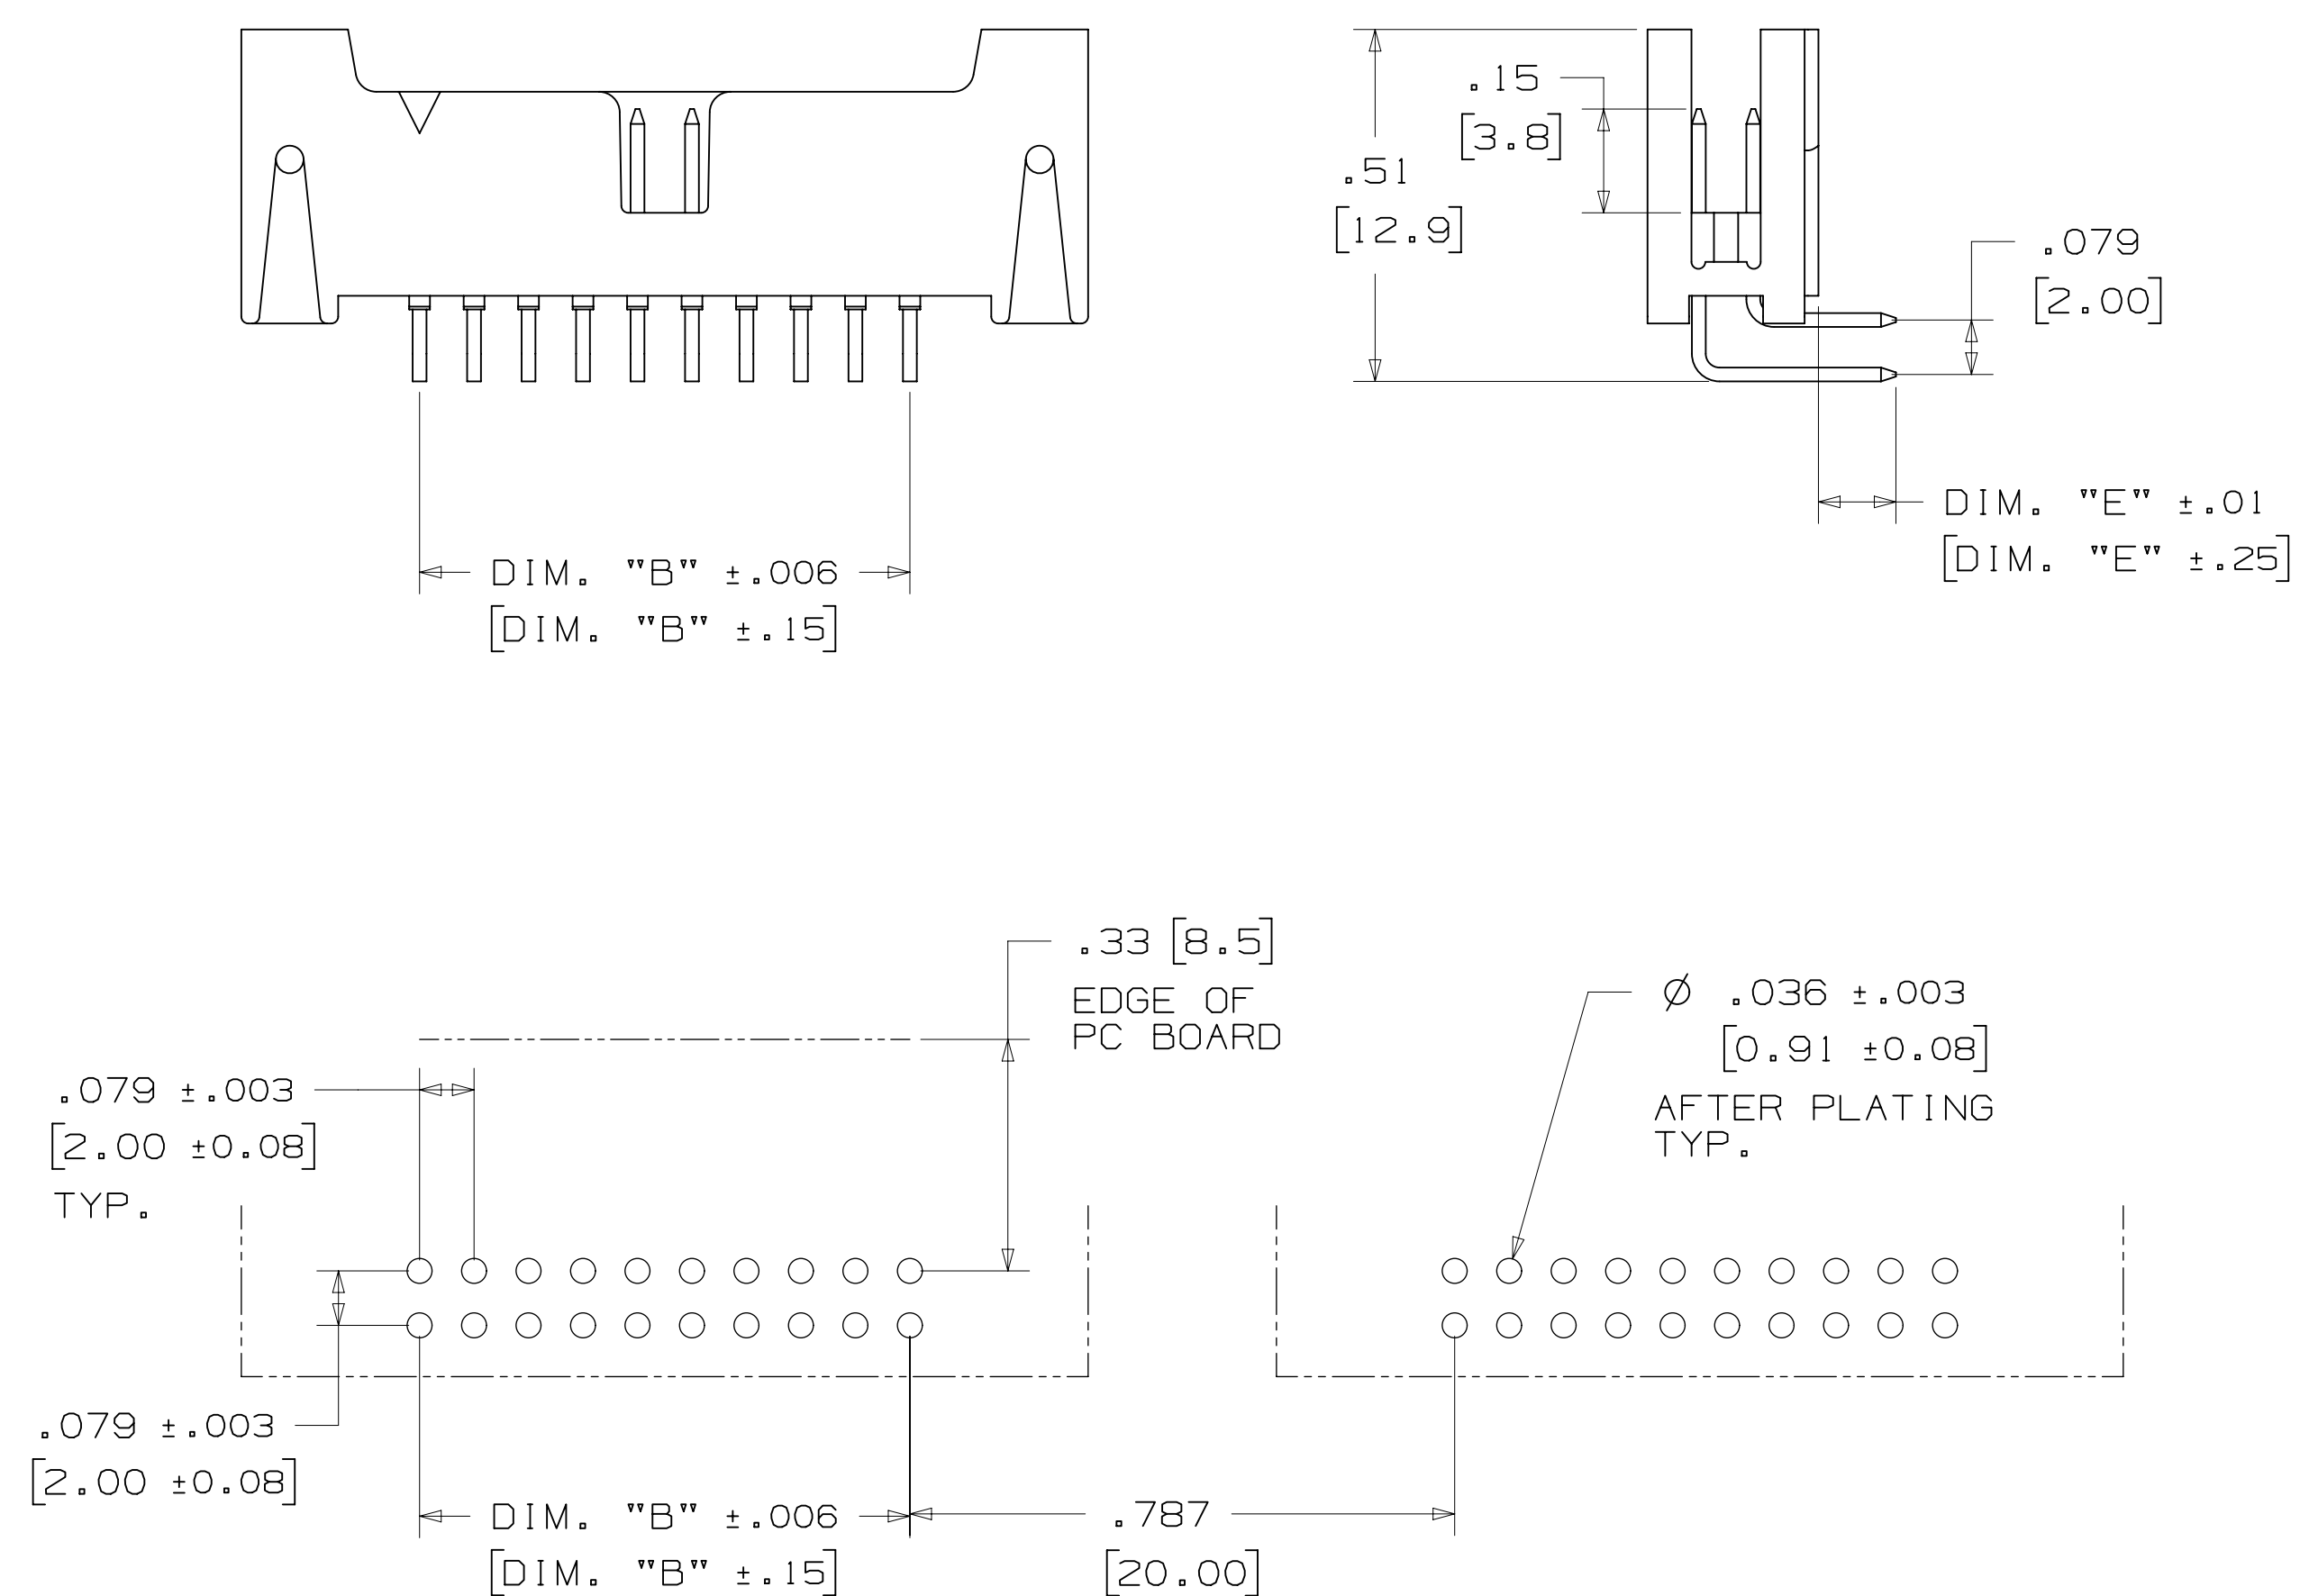 .15
[3.8]
.51
[12.9]
.079
[2.00]
DIM. "E" ±.01
[DIM. "E" ±.25]
DIM. "B" ±.006
[DIM. "B" ±.15]
.33 [8.5]
EDGE OF
PC BOARD
Ø .036 ±.003
[0.91 ±0.08]
AFTER PLATING
TYP.
.079 ±.003
[2.00 ±0.08]
TYP.
.079 ±.003
[2.00 ±0.08]
DIM. "B" ±.006
[DIM. "B" ±.15]
.787
[20.00]